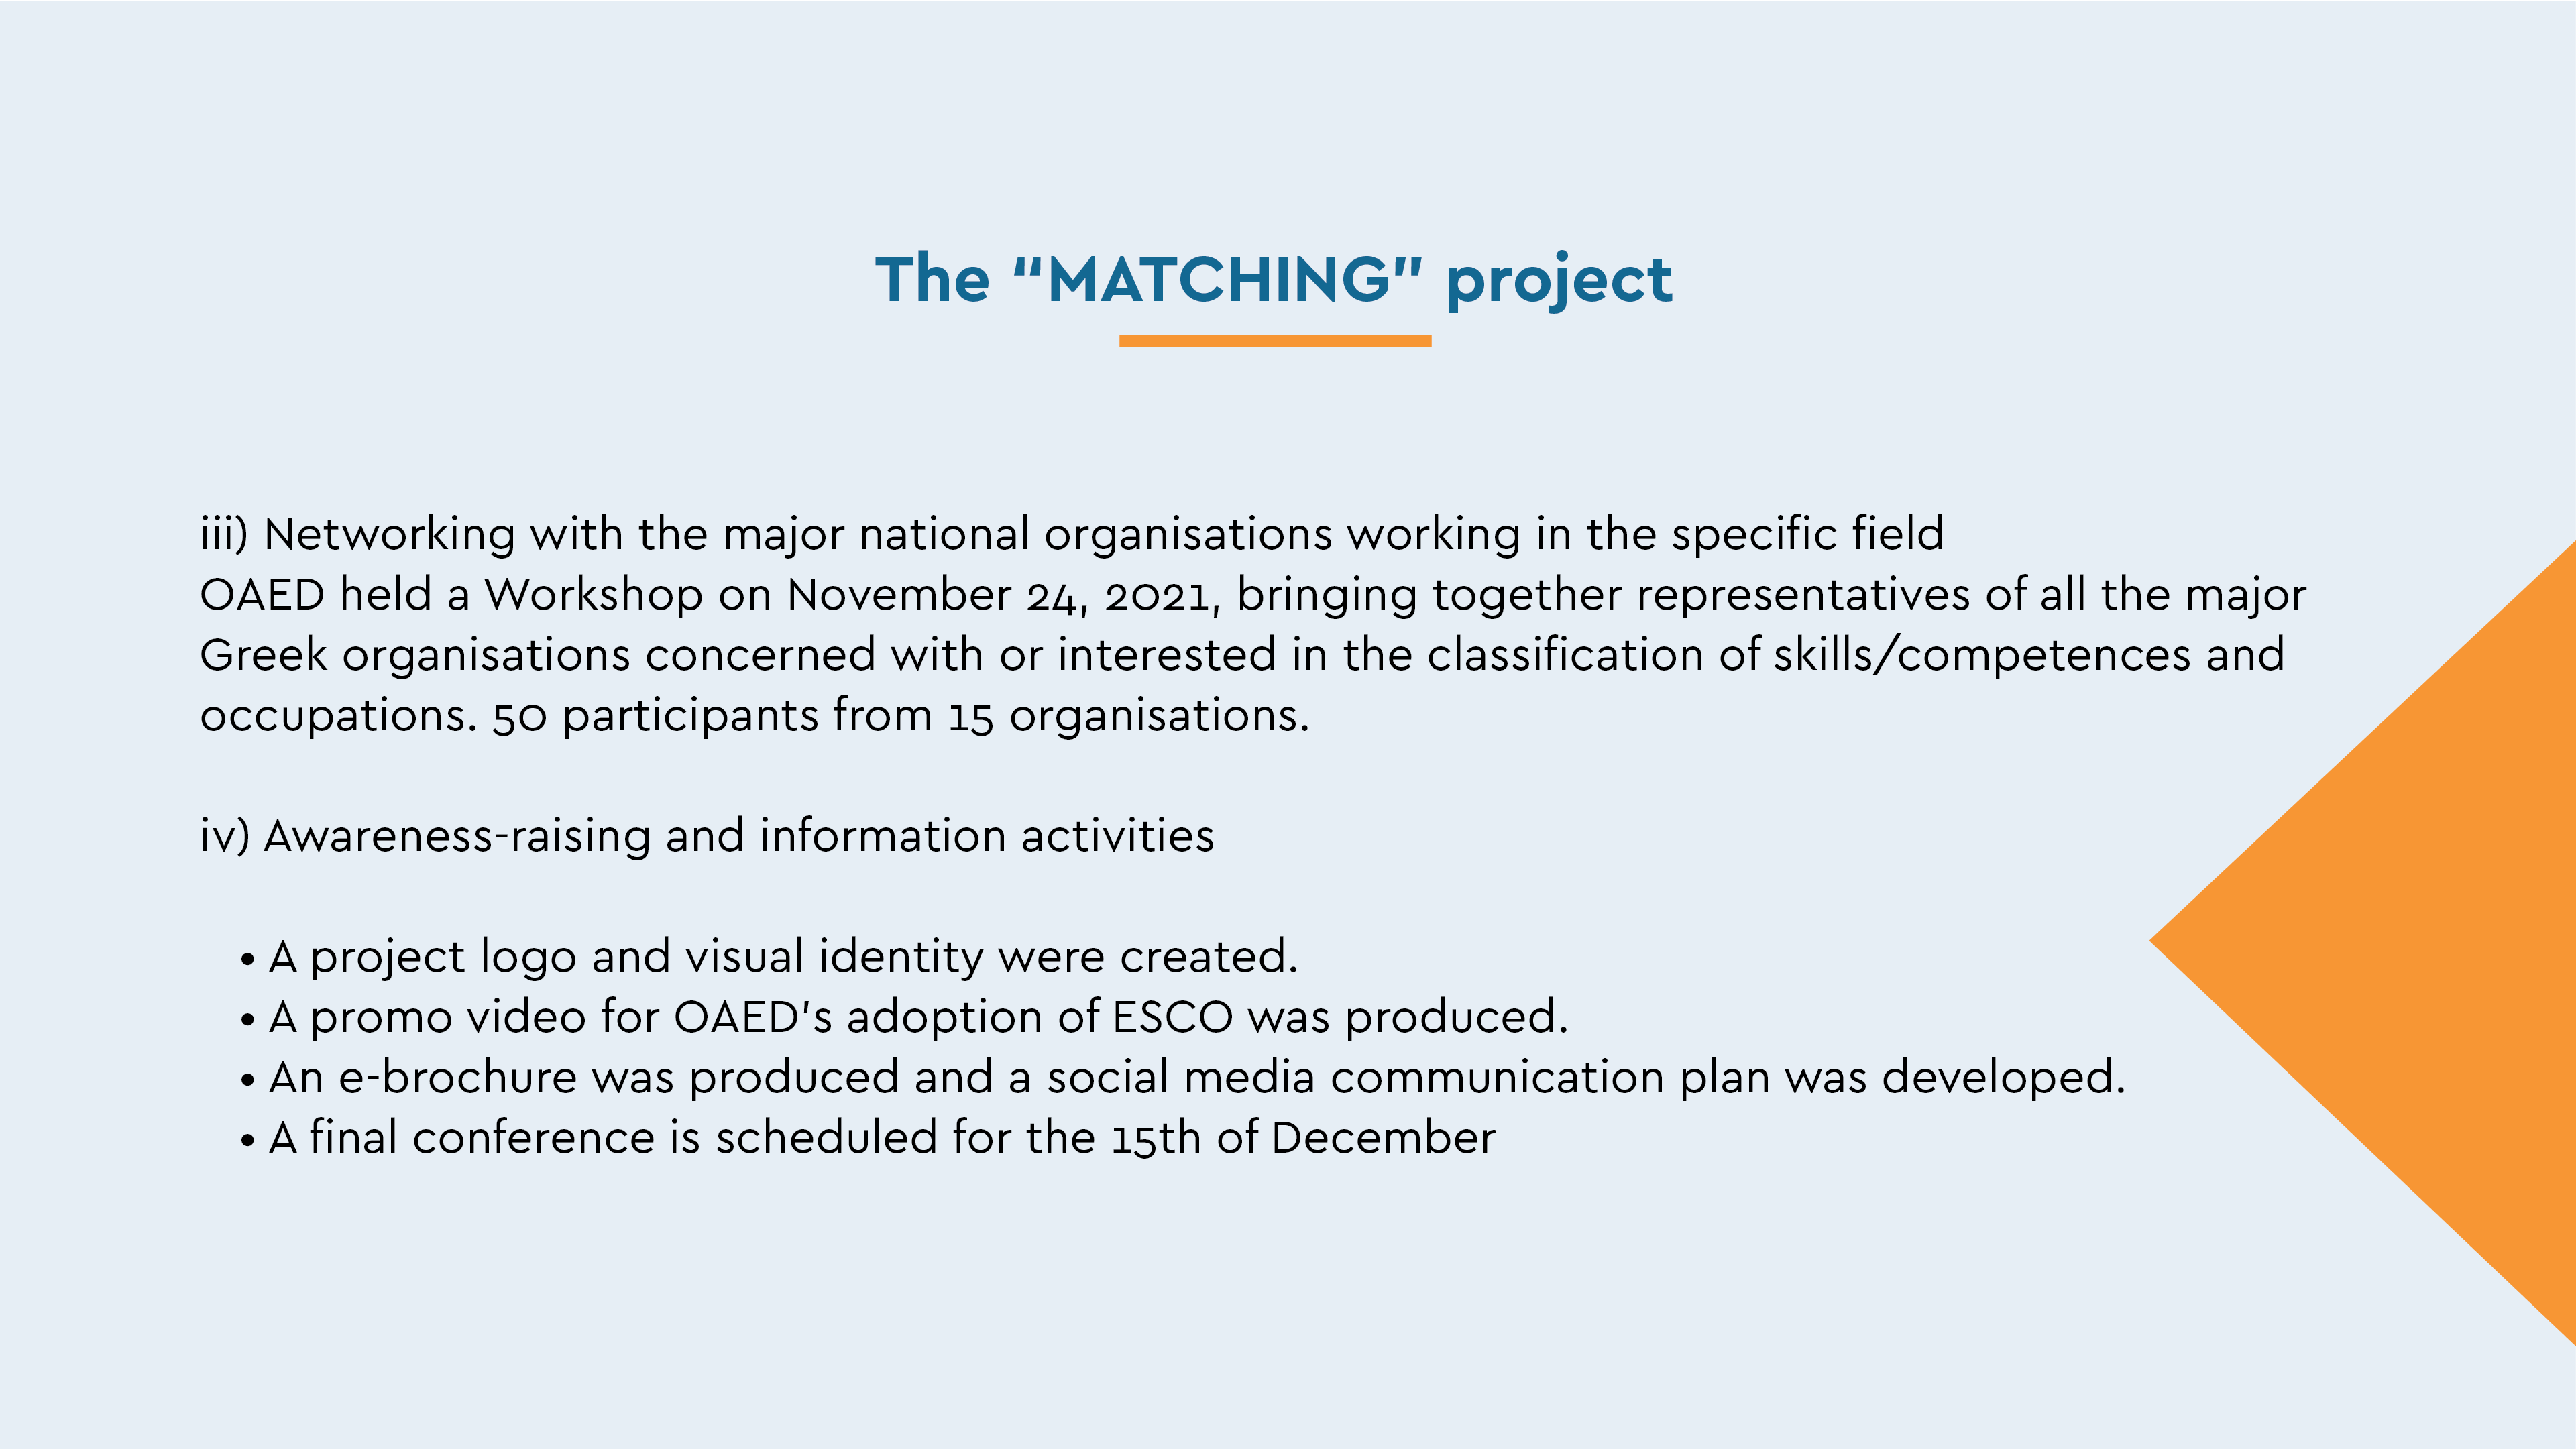 The “MATCHING” project
iii) Networking with the major national organisations working in the specific field
OAED held a Workshop on November 24, 2021, bringing together representatives of all the major
Greek organisations concerned with or interested in the classification of skills/competences and
occupations. 50 participants from 15 organisations.
iv) Awareness-raising and information activities
• A project logo and visual identity were created.
• A promo video for OAED's adoption of ESCO was produced.
• An e-brochure was produced and a social media communication plan was developed.
• A final conference is scheduled for the 15th of December